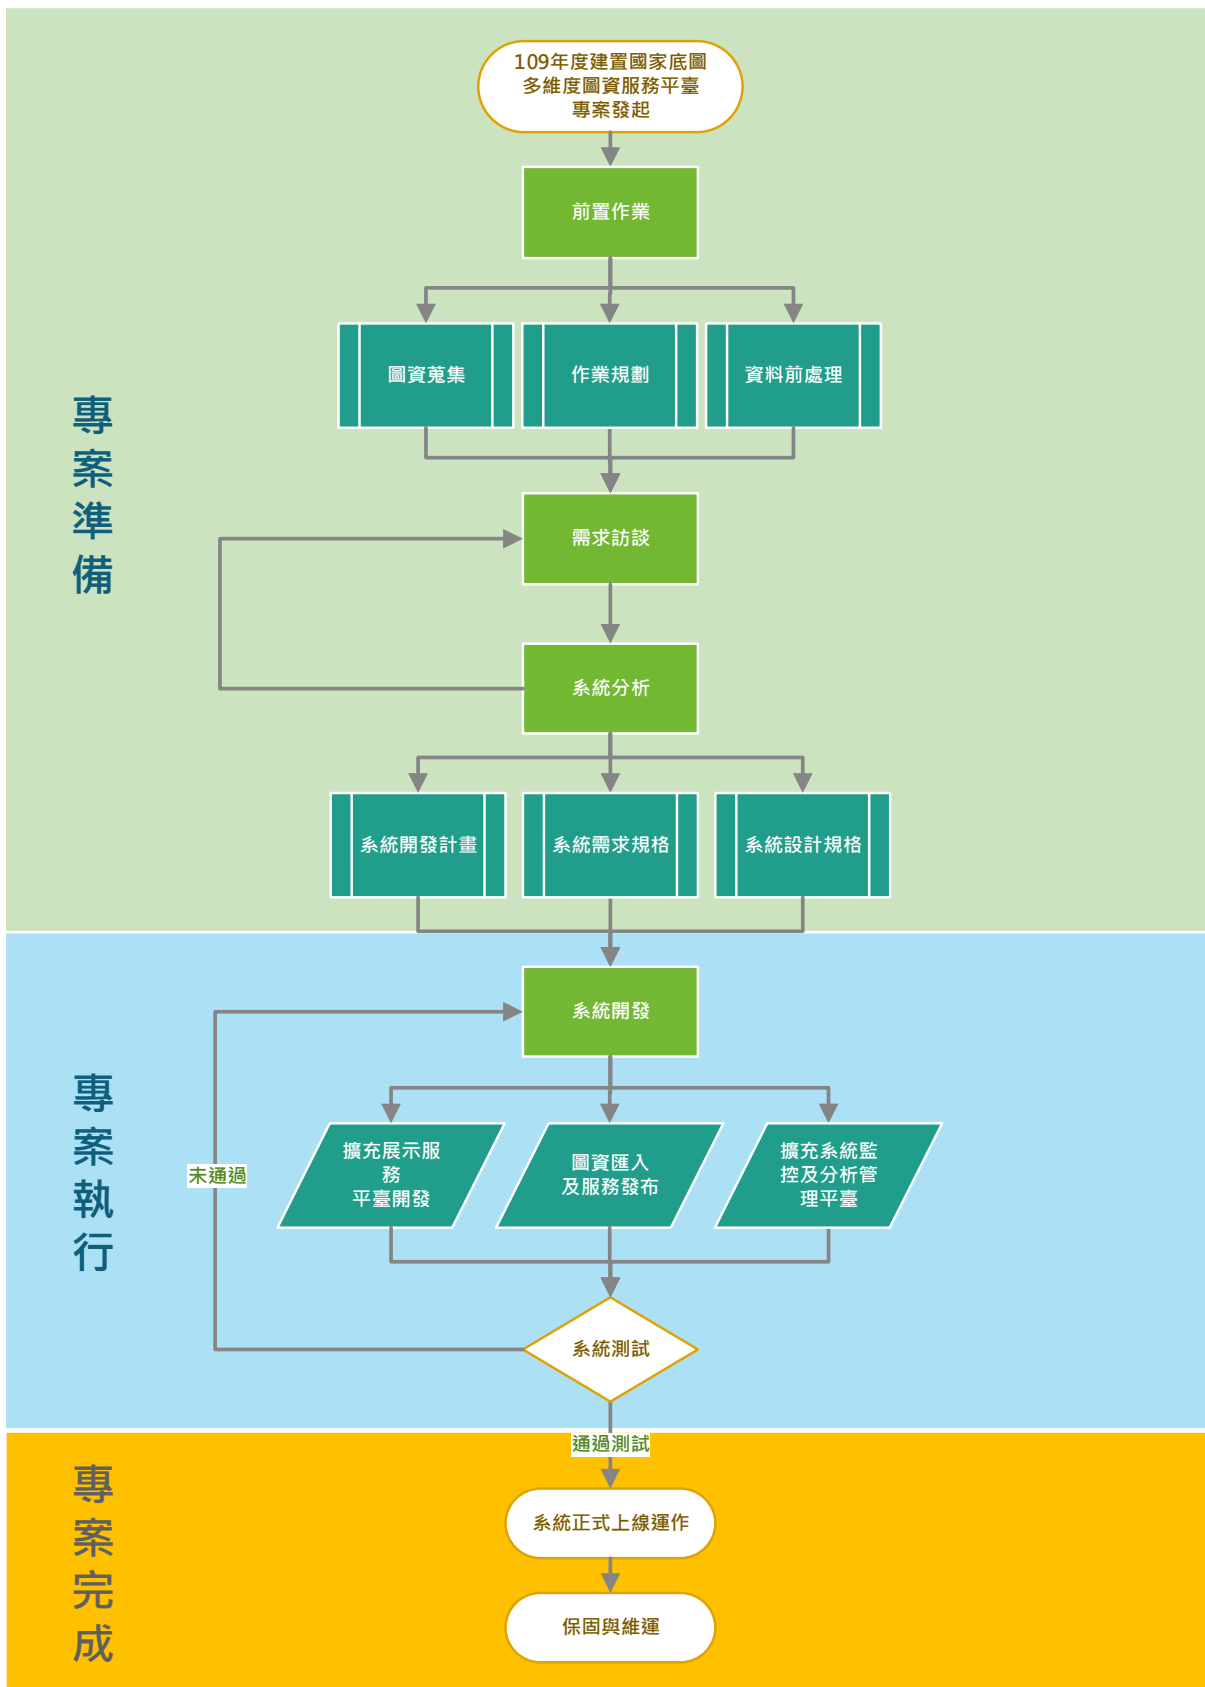 109年度建置國家底圖
多維度圖資服務平臺
專案發起
前置作業
圖資蒐集
作業規劃
資料前處理
專案準備
需求訪談
系統分析
系統開發計畫
系統需求規格
系統設計規格
系統開發
專案執行
擴充展示服
務
平臺開發
圖資匯入
及服務發布
擴充系統監
控及分析管
理平臺
未通過
系統測試
通過測試
專案完成
系統正式上線運作
保固與維運